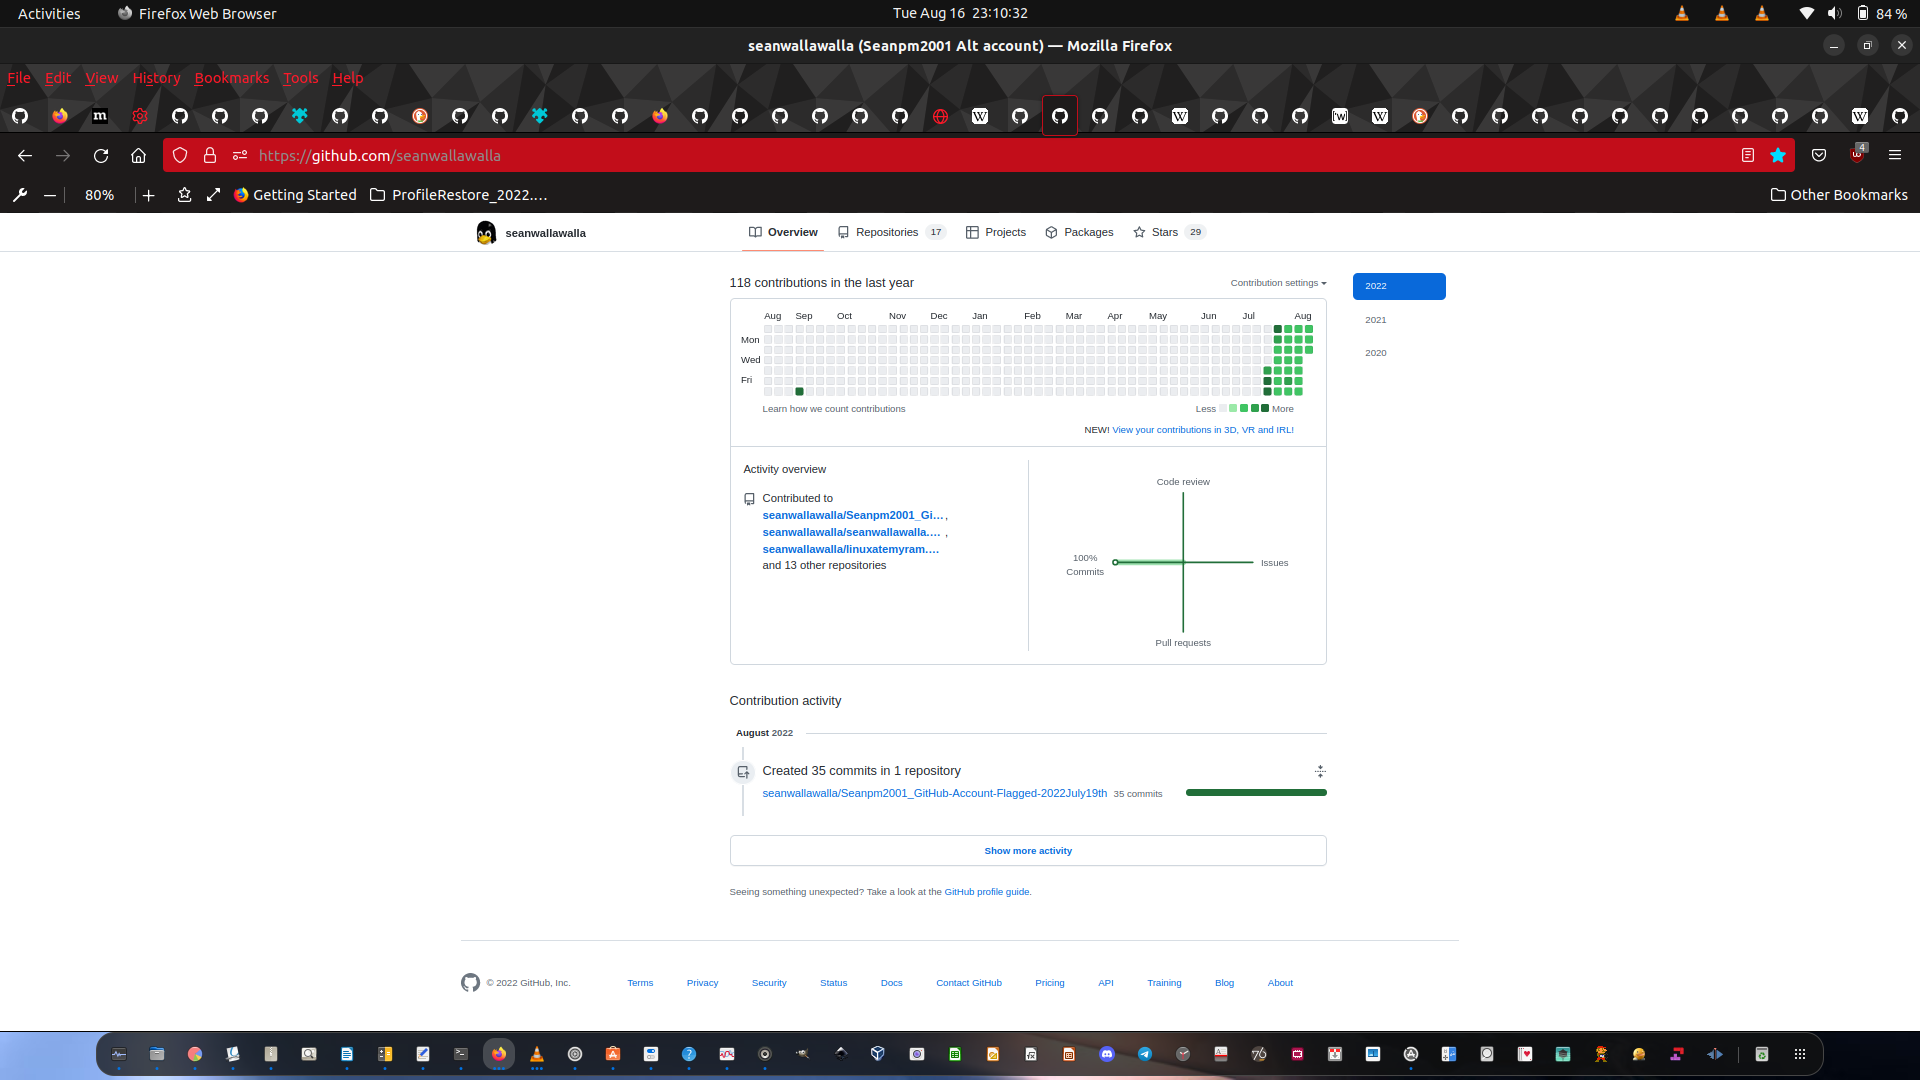 Activities Firefox Web Browser Tue Aug 16 23:10:32 84 %
seanwallawalla (Seanpm2001 Alt account) — Mozilla Firefox
File Edit View History Bookmarks Tools Help
https://github.com/seanwallawalla 4
80% Getting Started ProfileRestore_2022.… Other Bookmarks
seanwallawalla Overview Repositories 17 Projects Packages Stars 29
118 contributions in the last year Contribution settings 2022
2021
2020
Aug Sep Oct Nov Dec Jan Feb Mar Apr May Jun Jul Aug
Mon
Wed
Fri
Learn how we count contributions Less More
NEW! View your contributions in 3D, VR and IRL!
Activity overview
Contributed to
seanwallawalla/Seanpm2001_Gi… ,
seanwallawalla/seanwallawalla.… ,
seanwallawalla/linuxatemyram.…
and 13 other repositories
Code review
100%
Commits
Issues
Pull requests
Contribution activity
August 2022
Created 35 commits in 1 repository
seanwallawalla/Seanpm2001_GitHub-Account-Flagged-2022July19th 35 commits
Show more activity
Seeing something unexpected? Take a look at the GitHub profile guide.
© 2022 GitHub, Inc. Terms Privacy Security Status Docs Contact GitHub Pricing API Training Blog About